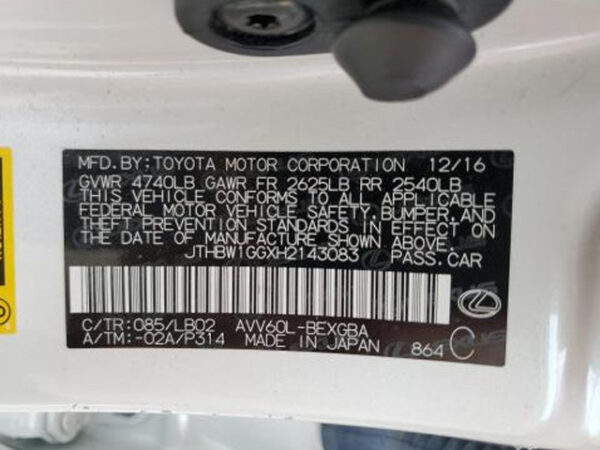 MFD. BY: TOYOTA MOTOR CORPORATION 12/16
GVWR 4740LB GAWR FR 2625LB RR 2540LB
THIS VEHICLE CONFORMS TO ALL APPLICABLE
FEDERAL MOTOR VEHICLE SAFETY, BUMPER, AND
THEFT PREVENTION STANDARDS IN EFFECT ON
THE DATE OF MANUFACTURE SHOWN ABOVE.
JTHBW1GGXH2143083 PASS.CAR
C/TR: 085/LB02 AVV60L-BEXGBA
A/TM: -02A/P314 MADE IN JAPAN 864 C